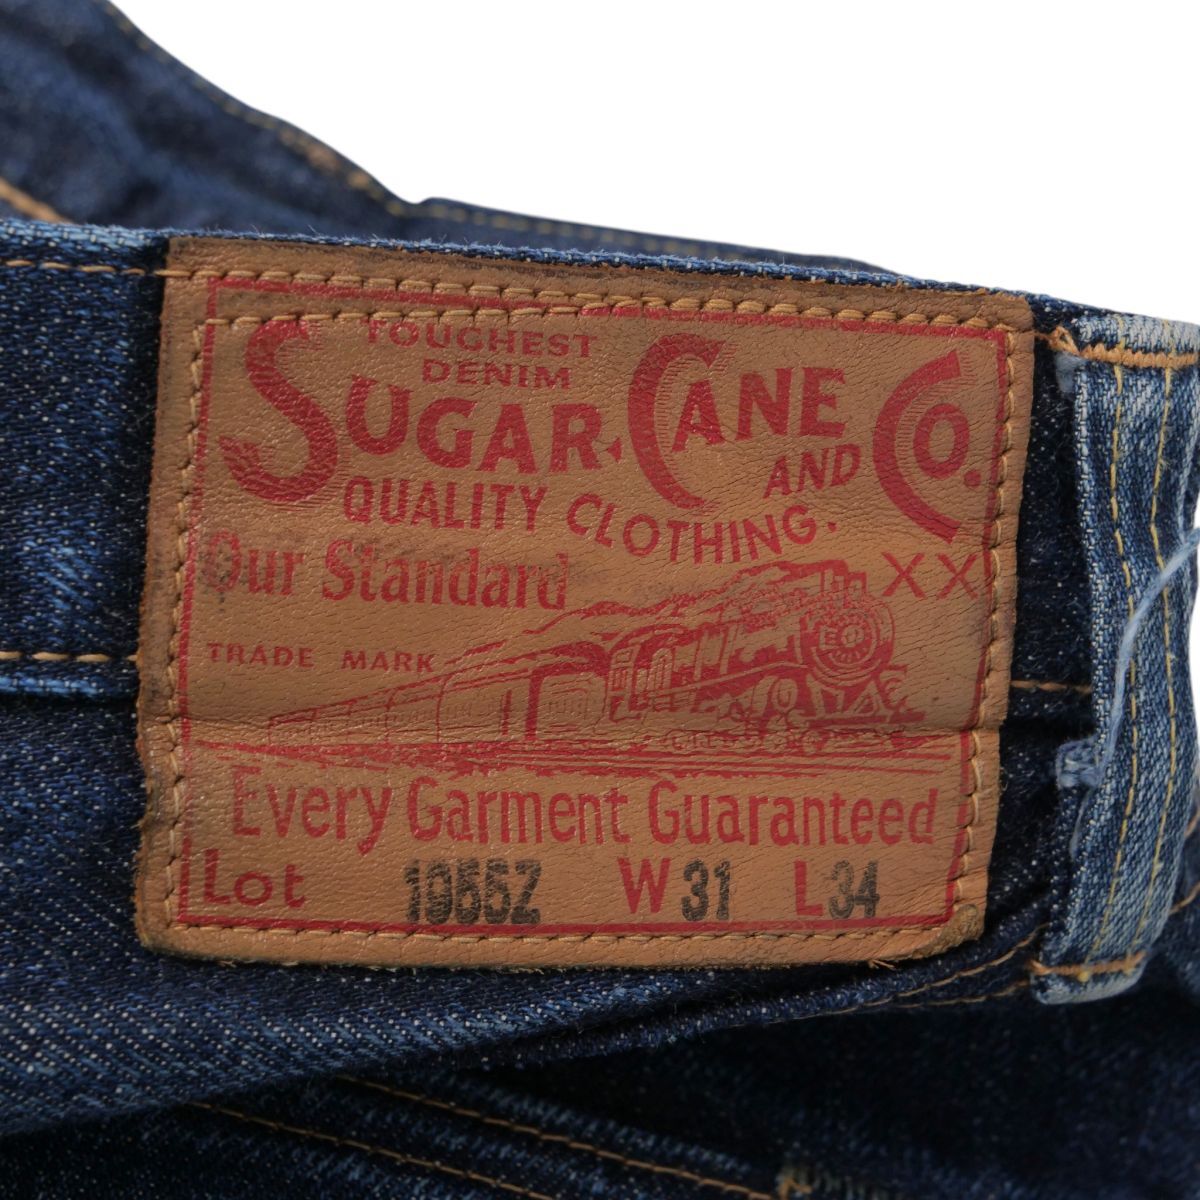 TOUGHEST
DENIM
SUGAR CANE AND CO.
QUALITY CLOTHING.
Our Standard
XX
TRADE MARK
Every Garment Guaranteed
Lot 1955Z W 31 L 34